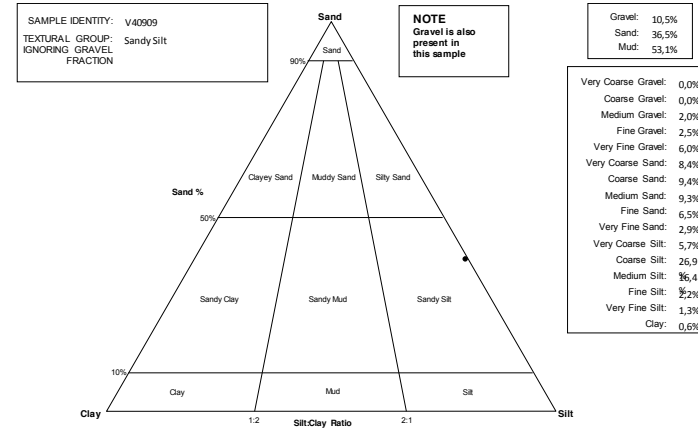 SAMPLE IDENTITY: V40909
TEXTURAL GROUP: Sandy Silt
IGNORING GRAVEL
FRACTION
NOTE
Gravel is also
present in
this sample
Gravel: 10,5%
Sand: 36,5%
Mud: 53,1%
Very Coarse Gravel: 0,0%
Coarse Gravel: 0,0%
Medium Gravel: 2,0%
Fine Gravel: 2,5%
Very Fine Gravel: 6,0%
Very Coarse Sand: 8,4%
Coarse Sand: 9,4%
Medium Sand: 9,3%
Fine Sand: 6,5%
Very Fine Sand: 2,9%
Very Coarse Silt: 5,7%
Coarse Silt: 26,9%
Medium Silt: 16,4%
Fine Silt: 2,2%
Very Fine Silt: 1,3%
Clay: 0,6%
Sand
Sand
90%
Clayey Sand Muddy Sand Silty Sand
Sand %
50%
Sandy Clay Sandy Mud Sandy Silt
10%
Clay Mud Silt
Clay Silt
1:2 Silt:Clay Ratio 2:1